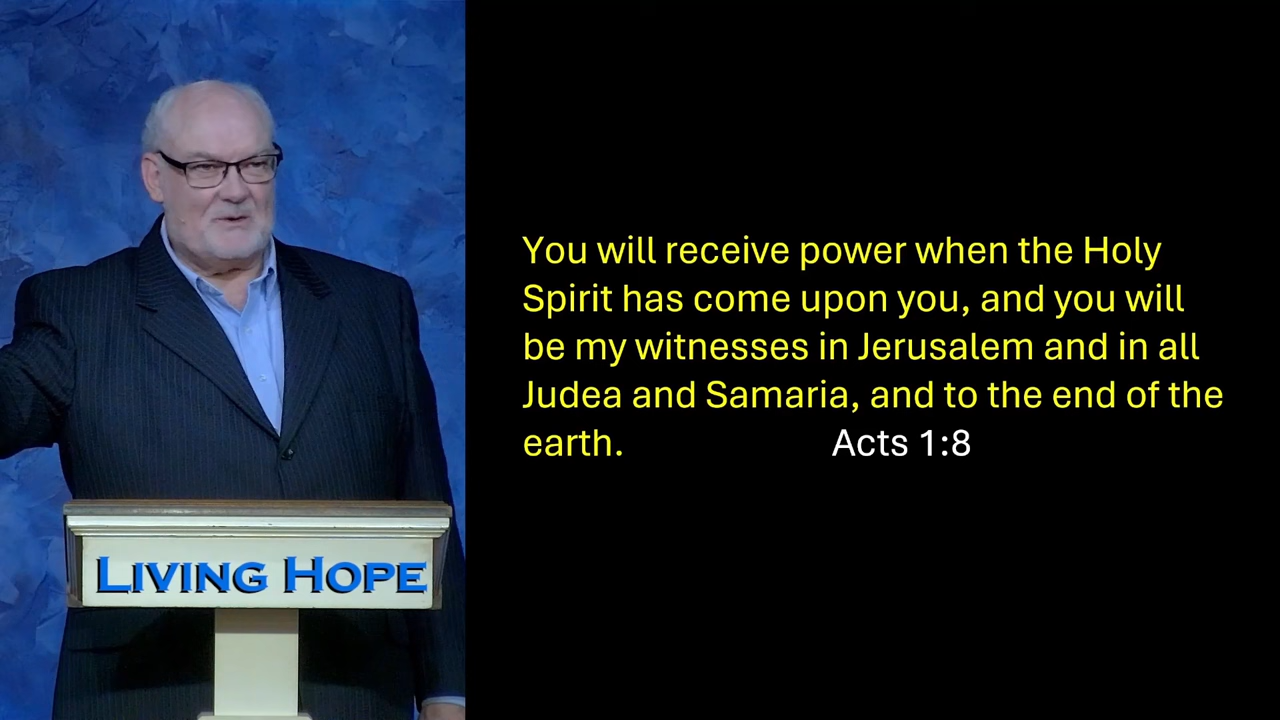 You will receive power when the Holy
Spirit has come upon you, and you will
be my witnesses in Jerusalem and in all
Judea and Samaria, and to the end of the
earth. Acts 1:8
LIVING HOPE